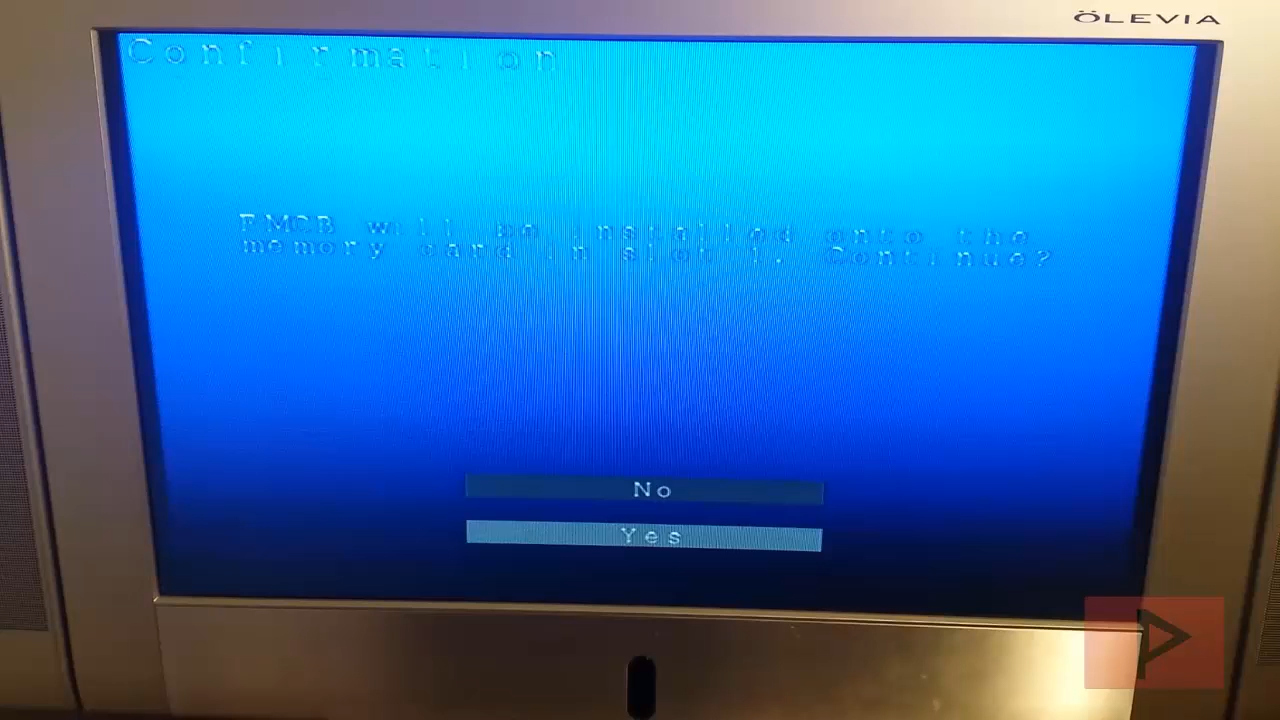 ÖLEVIA
Confirmation
FMCB will be installed onto the
memory card in slot 1. Continue?
No
Yes